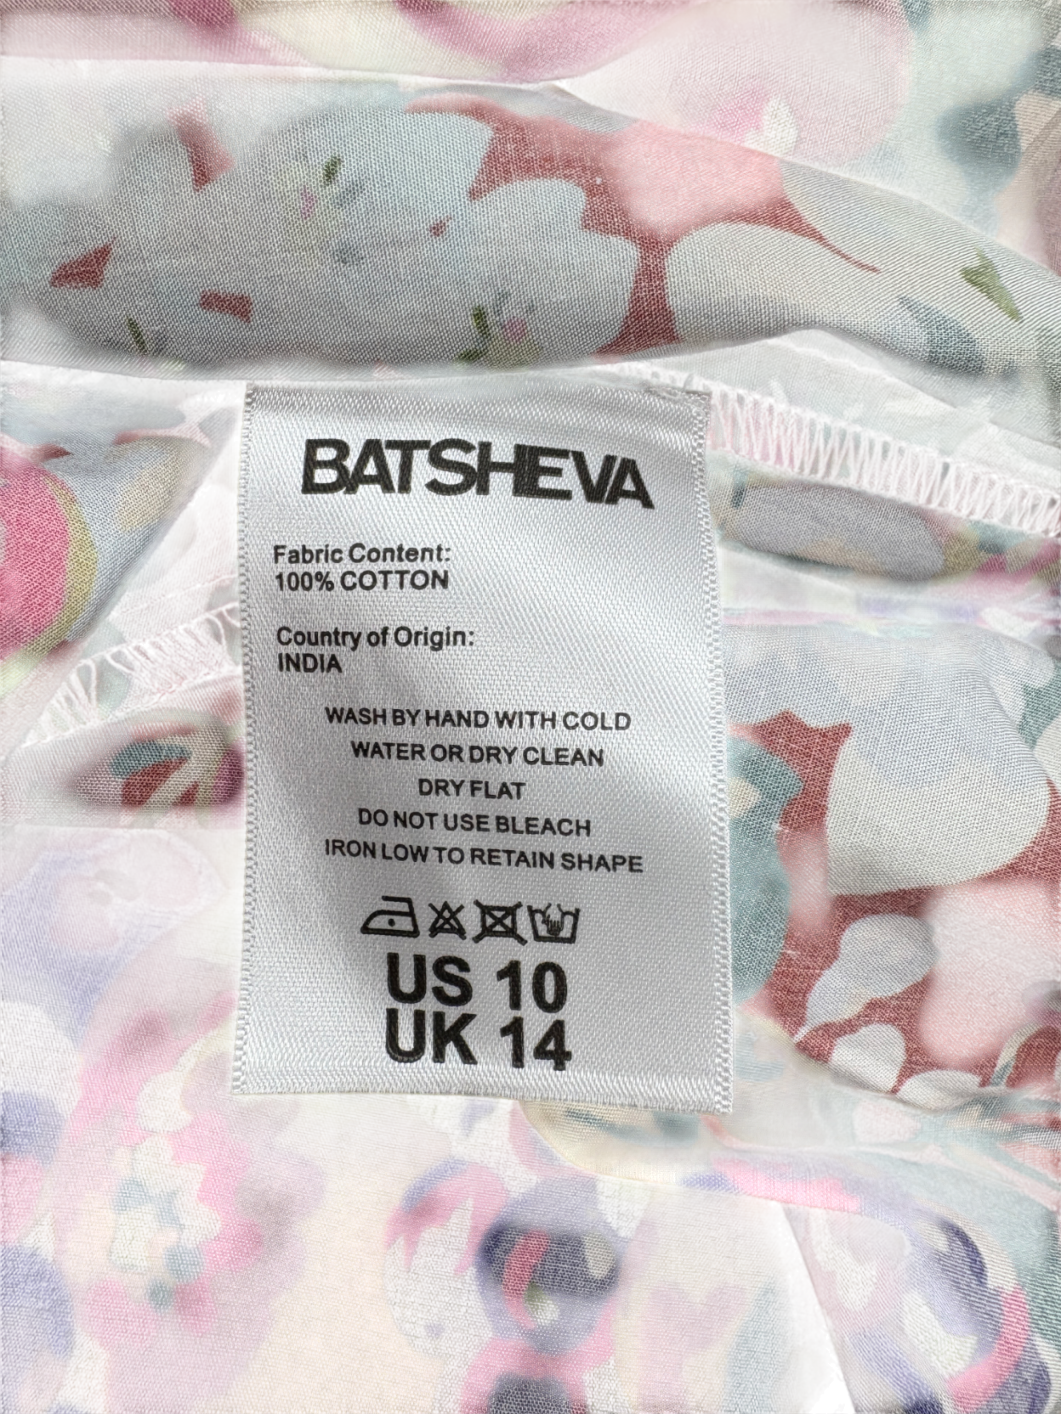 BATSHEVA
Fabric Content:
100% COTTON
Country of Origin:
INDIA
WASH BY HAND WITH COLD
WATER OR DRY CLEAN
DRY FLAT
DO NOT USE BLEACH
IRON LOW TO RETAIN SHAPE
US 10
UK 14